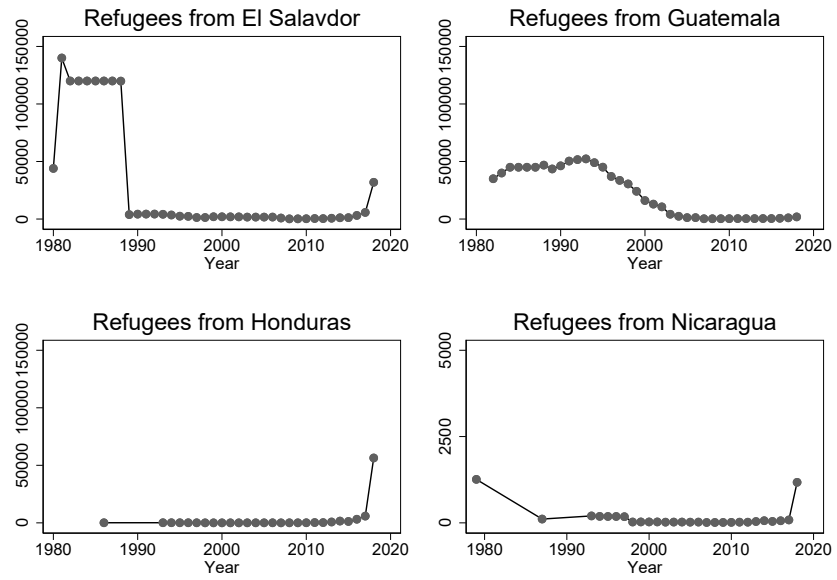 Refugees from El Salavdor
150000
100000
50000
0
1980 1990 2000 2010 2020
Year
Refugees from Guatemala
150000
100000
50000
0
1980 1990 2000 2010 2020
Year
Refugees from Honduras
150000
100000
50000
0
1980 1990 2000 2010 2020
Year
Refugees from Nicaragua
5000
2500
0
1980 1990 2000 2010 2020
Year